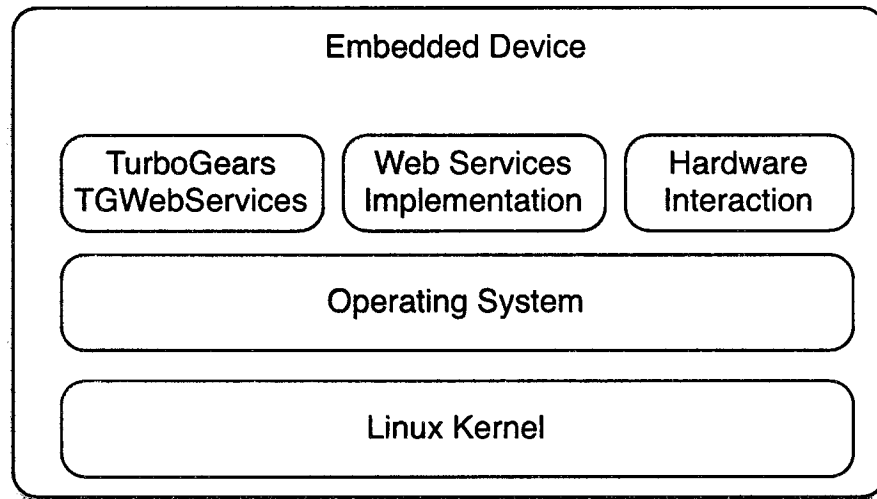 Embedded Device
TurboGears
TGWebServices
Web Services
Implementation
Hardware
Interaction
Operating System
Linux Kernel